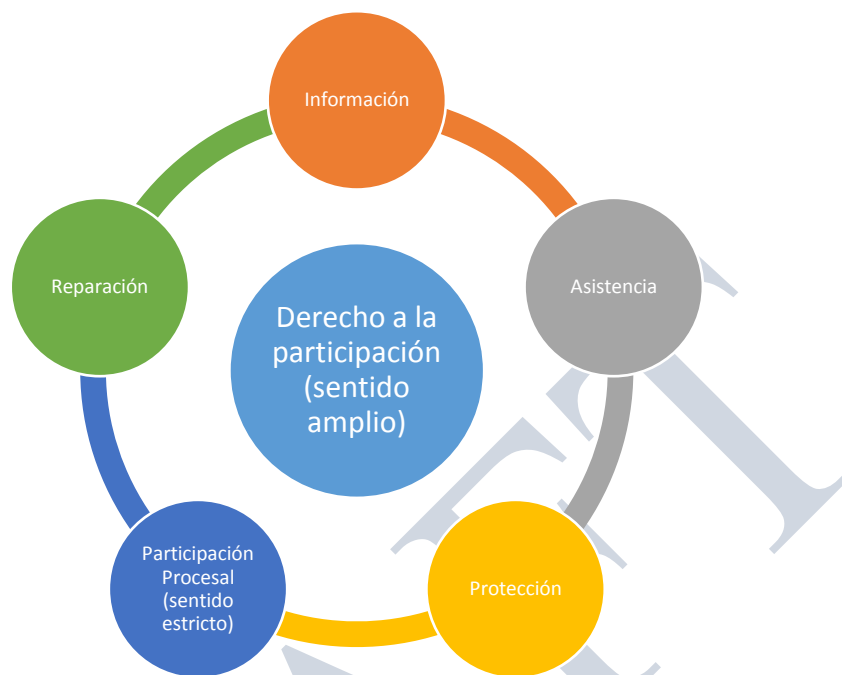 Información
Reparación
Asistencia
Derecho a la
participación
(sentido
amplio)
Participación
Procesal
(sentido
estricto)
Protección